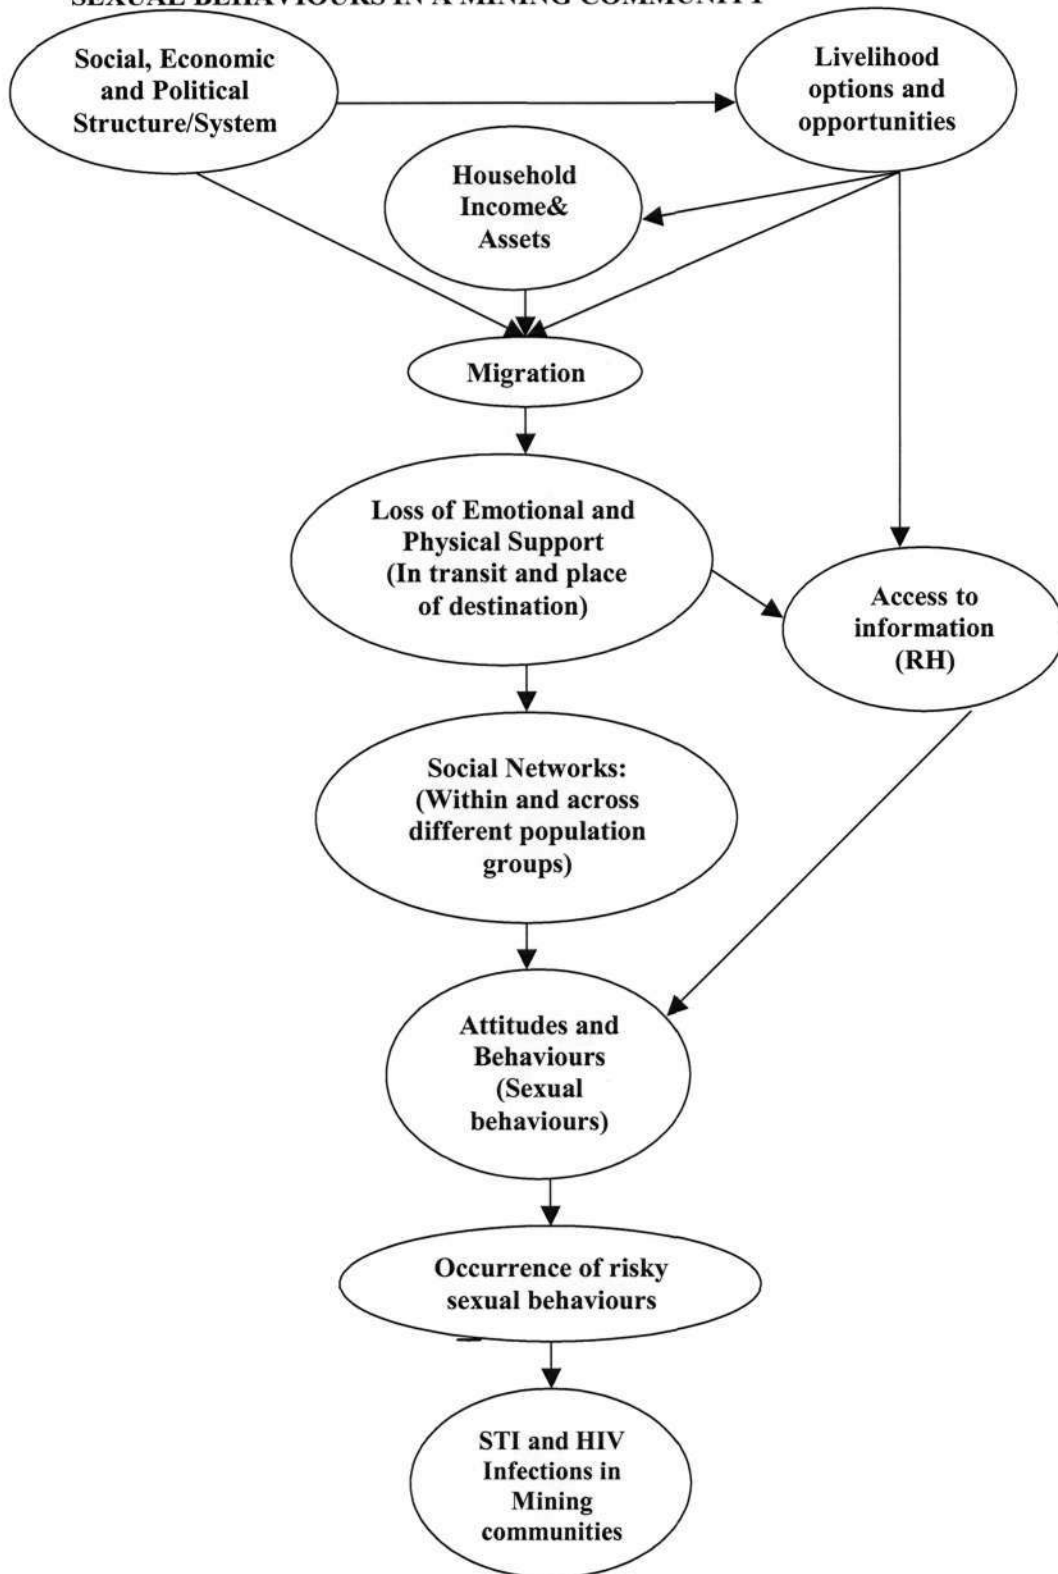 SEXUAL BEHAVIOURS IN A MINING COMMUNITY
Social, Economic
and Political
Structure/System
Livelihood
options and
opportunities
Household
Income&
Assets
Migration
Loss of Emotional and
Physical Support
(In transit and place
of destination)
Access to
information
(RH)
Social Networks:
(Within and across
different population
groups)
Attitudes and
Behaviours
(Sexual
behaviours)
Occurrence of risky
sexual behaviours
STI and HIV
Infections in
Mining
communities